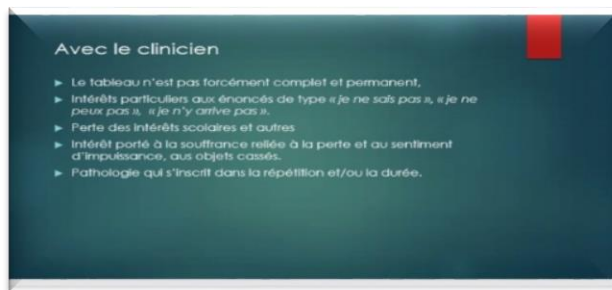 Avec le clinicien
► Le tableau n'est pas forcément complet et permanent,
► Intérêts particuliers aux énoncés de type « je ne sais pas », « je ne
peux pas », « je n'y arrive pas ».
► Perte des intérêts scolaires et autres
► Intérêt porté à la souffrance reliée à la perte et au sentiment
d'impuissance, aus objets cassés.
► Pathologie qui s'inscrit dans la répétition et/ou la durée.